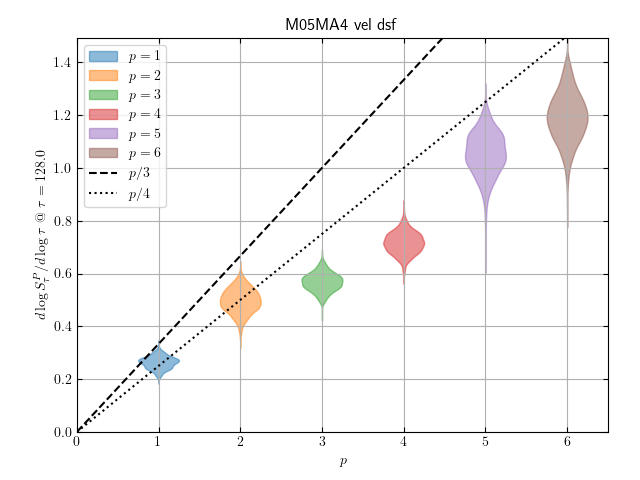 M05MA4 vel dsf
p = 1
p = 2
p = 3
p = 4
p = 5
p = 6
p/3
p/4
d log S_τ^P / d log τ @ τ = 128.0
1.4
1.2
1.0
0.8
0.6
0.4
0.2
0.0
0 1 2 3 4 5 6
p